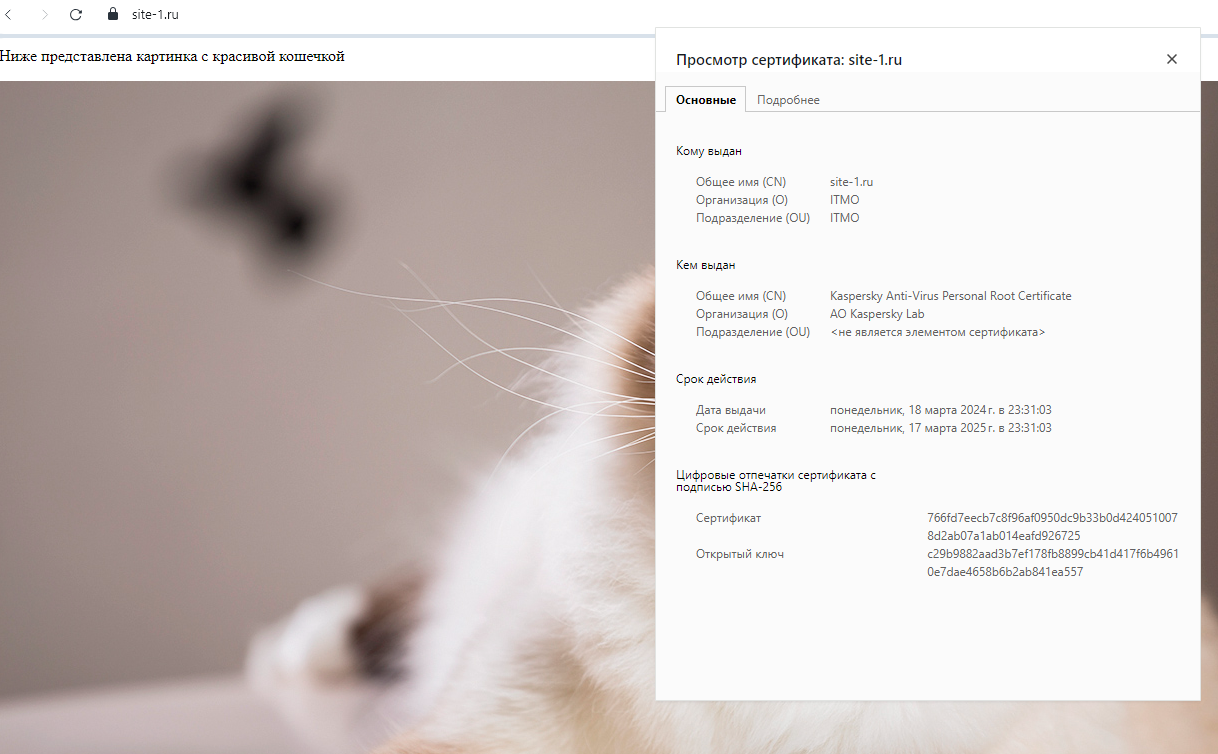 site-1.ru
Ниже представлена картинка с красивой кошечкой
Просмотр сертификата: site-1.ru
Основные Подробнее
Кому выдан
Общее имя (CN) site-1.ru
Организация (O) ITMO
Подразделение (OU) ITMO
Кем выдан
Общее имя (CN) Kaspersky Anti-Virus Personal Root Certificate
Организация (O) AO Kaspersky Lab
Подразделение (OU) <не является элементом сертификата>
Срок действия
Дата выдачи понедельник, 18 марта 2024 г. в 23:31:03
Срок действия понедельник, 17 марта 2025 г. в 23:31:03
Цифровые отпечатки сертификата с
подписью SHA-256
Сертификат 766fd7eecb7c8f96af0950dc9b33b0d424051007
8d2ab07a1ab014eafd926725
Открытый ключ c29b9882aad3b7ef178fb8899cb41d417f6b4961
0e7dae4658b6b2ab841ea557